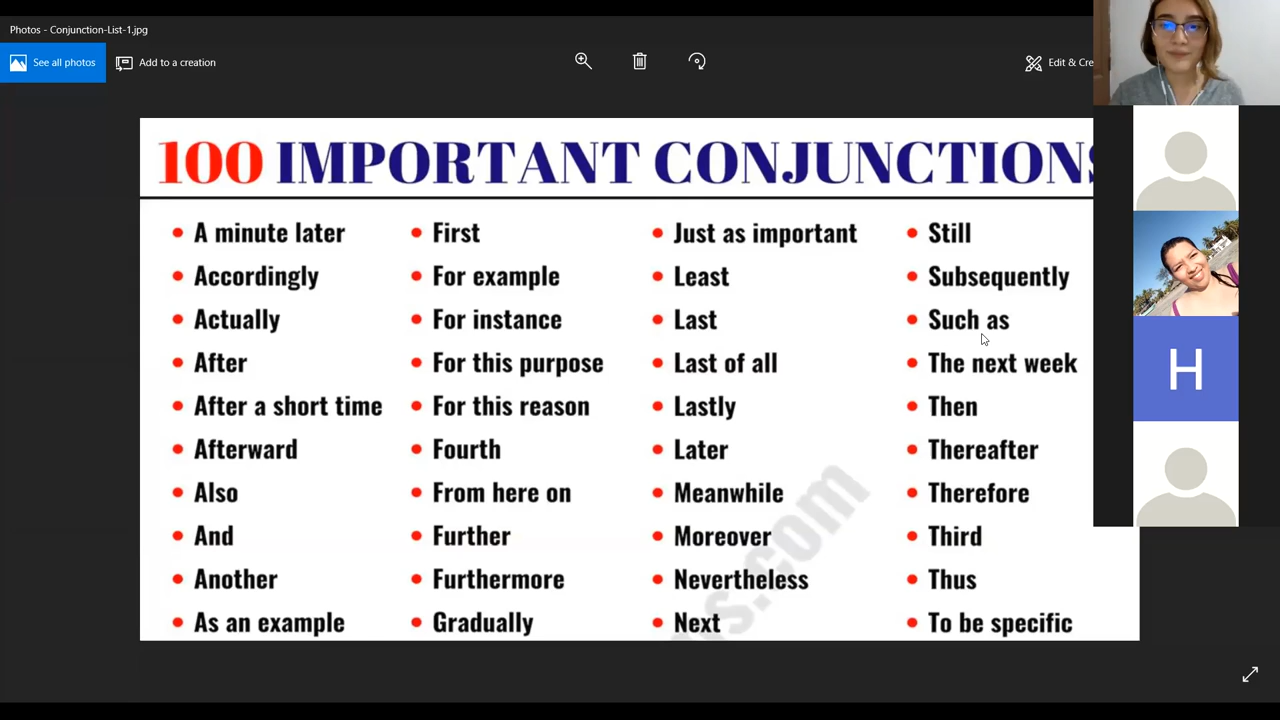 Photos - Conjunction-List-1.jpg
See all photos
Add to a creation
Edit & Cre
100 IMPORTANT CONJUNCTIONS
A minute later
Accordingly
Actually
After
After a short time
Afterward
Also
And
Another
As an example
First
For example
For instance
For this purpose
For this reason
Fourth
From here on
Further
Furthermore
Gradually
Just as important
Least
Last
Last of all
Lastly
Later
Meanwhile
Moreover
Nevertheless
Next
Still
Subsequently
Such as
The next week
Then
Thereafter
Therefore
Third
Thus
To be specific
s.com
H